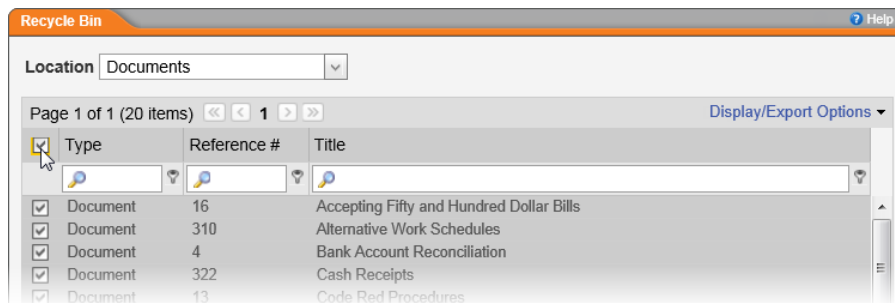 Recycle Bin Help
Location Documents
Page 1 of 1 (20 items) 1 Display/Export Options
Type Reference # Title
Document 16 Accepting Fifty and Hundred Dollar Bills
Document 310 Alternative Work Schedules
Document 4 Bank Account Reconciliation
Document 322 Cash Receipts
Document 13 Code Red Procedures